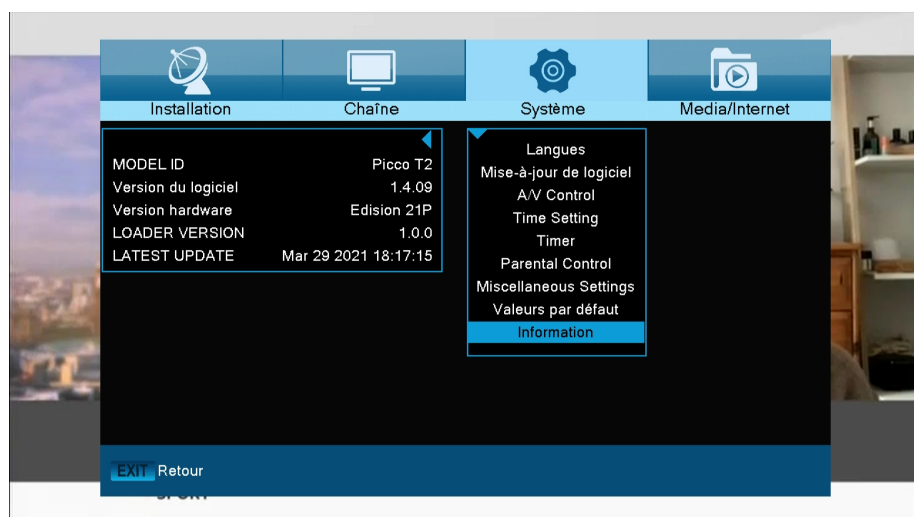 Installation
Chaîne
Système
Media/Internet
MODEL ID Picco T2
Version du logiciel 1.4.09
Version hardware Edision 21P
LOADER VERSION 1.0.0
LATEST UPDATE Mar 29 2021 18:17:15
Langues
Mise-à-jour de logiciel
A/V Control
Time Setting
Timer
Parental Control
Miscellaneous Settings
Valeurs par défaut
Information
EXIT Retour